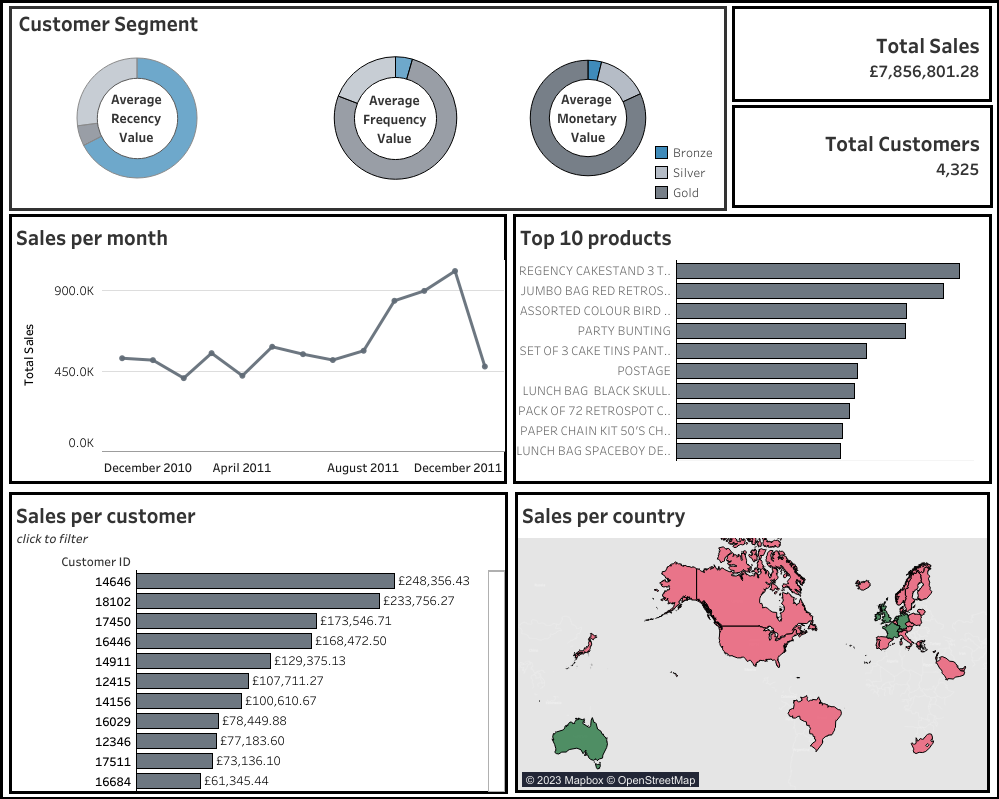 Customer Segment
Average
Recency
Value
Average
Frequency
Value
Average
Monetary
Value
Bronze
Silver
Gold
Total Sales
£7,856,801.28
Total Customers
4,325
Sales per month
Total Sales
900.0K
450.0K
0.0K
December 2010
April 2011
August 2011
December 2011
Top 10 products
REGENCY CAKESTAND 3 T..
JUMBO BAG RED RETROS..
ASSORTED COLOUR BIRD ..
PARTY BUNTING
SET OF 3 CAKE TINS PANT..
POSTAGE
LUNCH BAG  BLACK SKULL.
PACK OF 72 RETROSPOT C..
PAPER CHAIN KIT 50'S CH..
LUNCH BAG SPACEBOY DE..
Sales per customer
click to filter
Customer ID
14646 £248,356.43
18102 £233,756.27
17450 £173,546.71
16446 £168,472.50
14911 £129,375.13
12415 £107,711.27
14156 £100,610.67
16029 £78,449.88
12346 £77,183.60
17511 £73,136.10
16684 £61,345.44
Sales per country
© 2023 Mapbox © OpenStreetMap